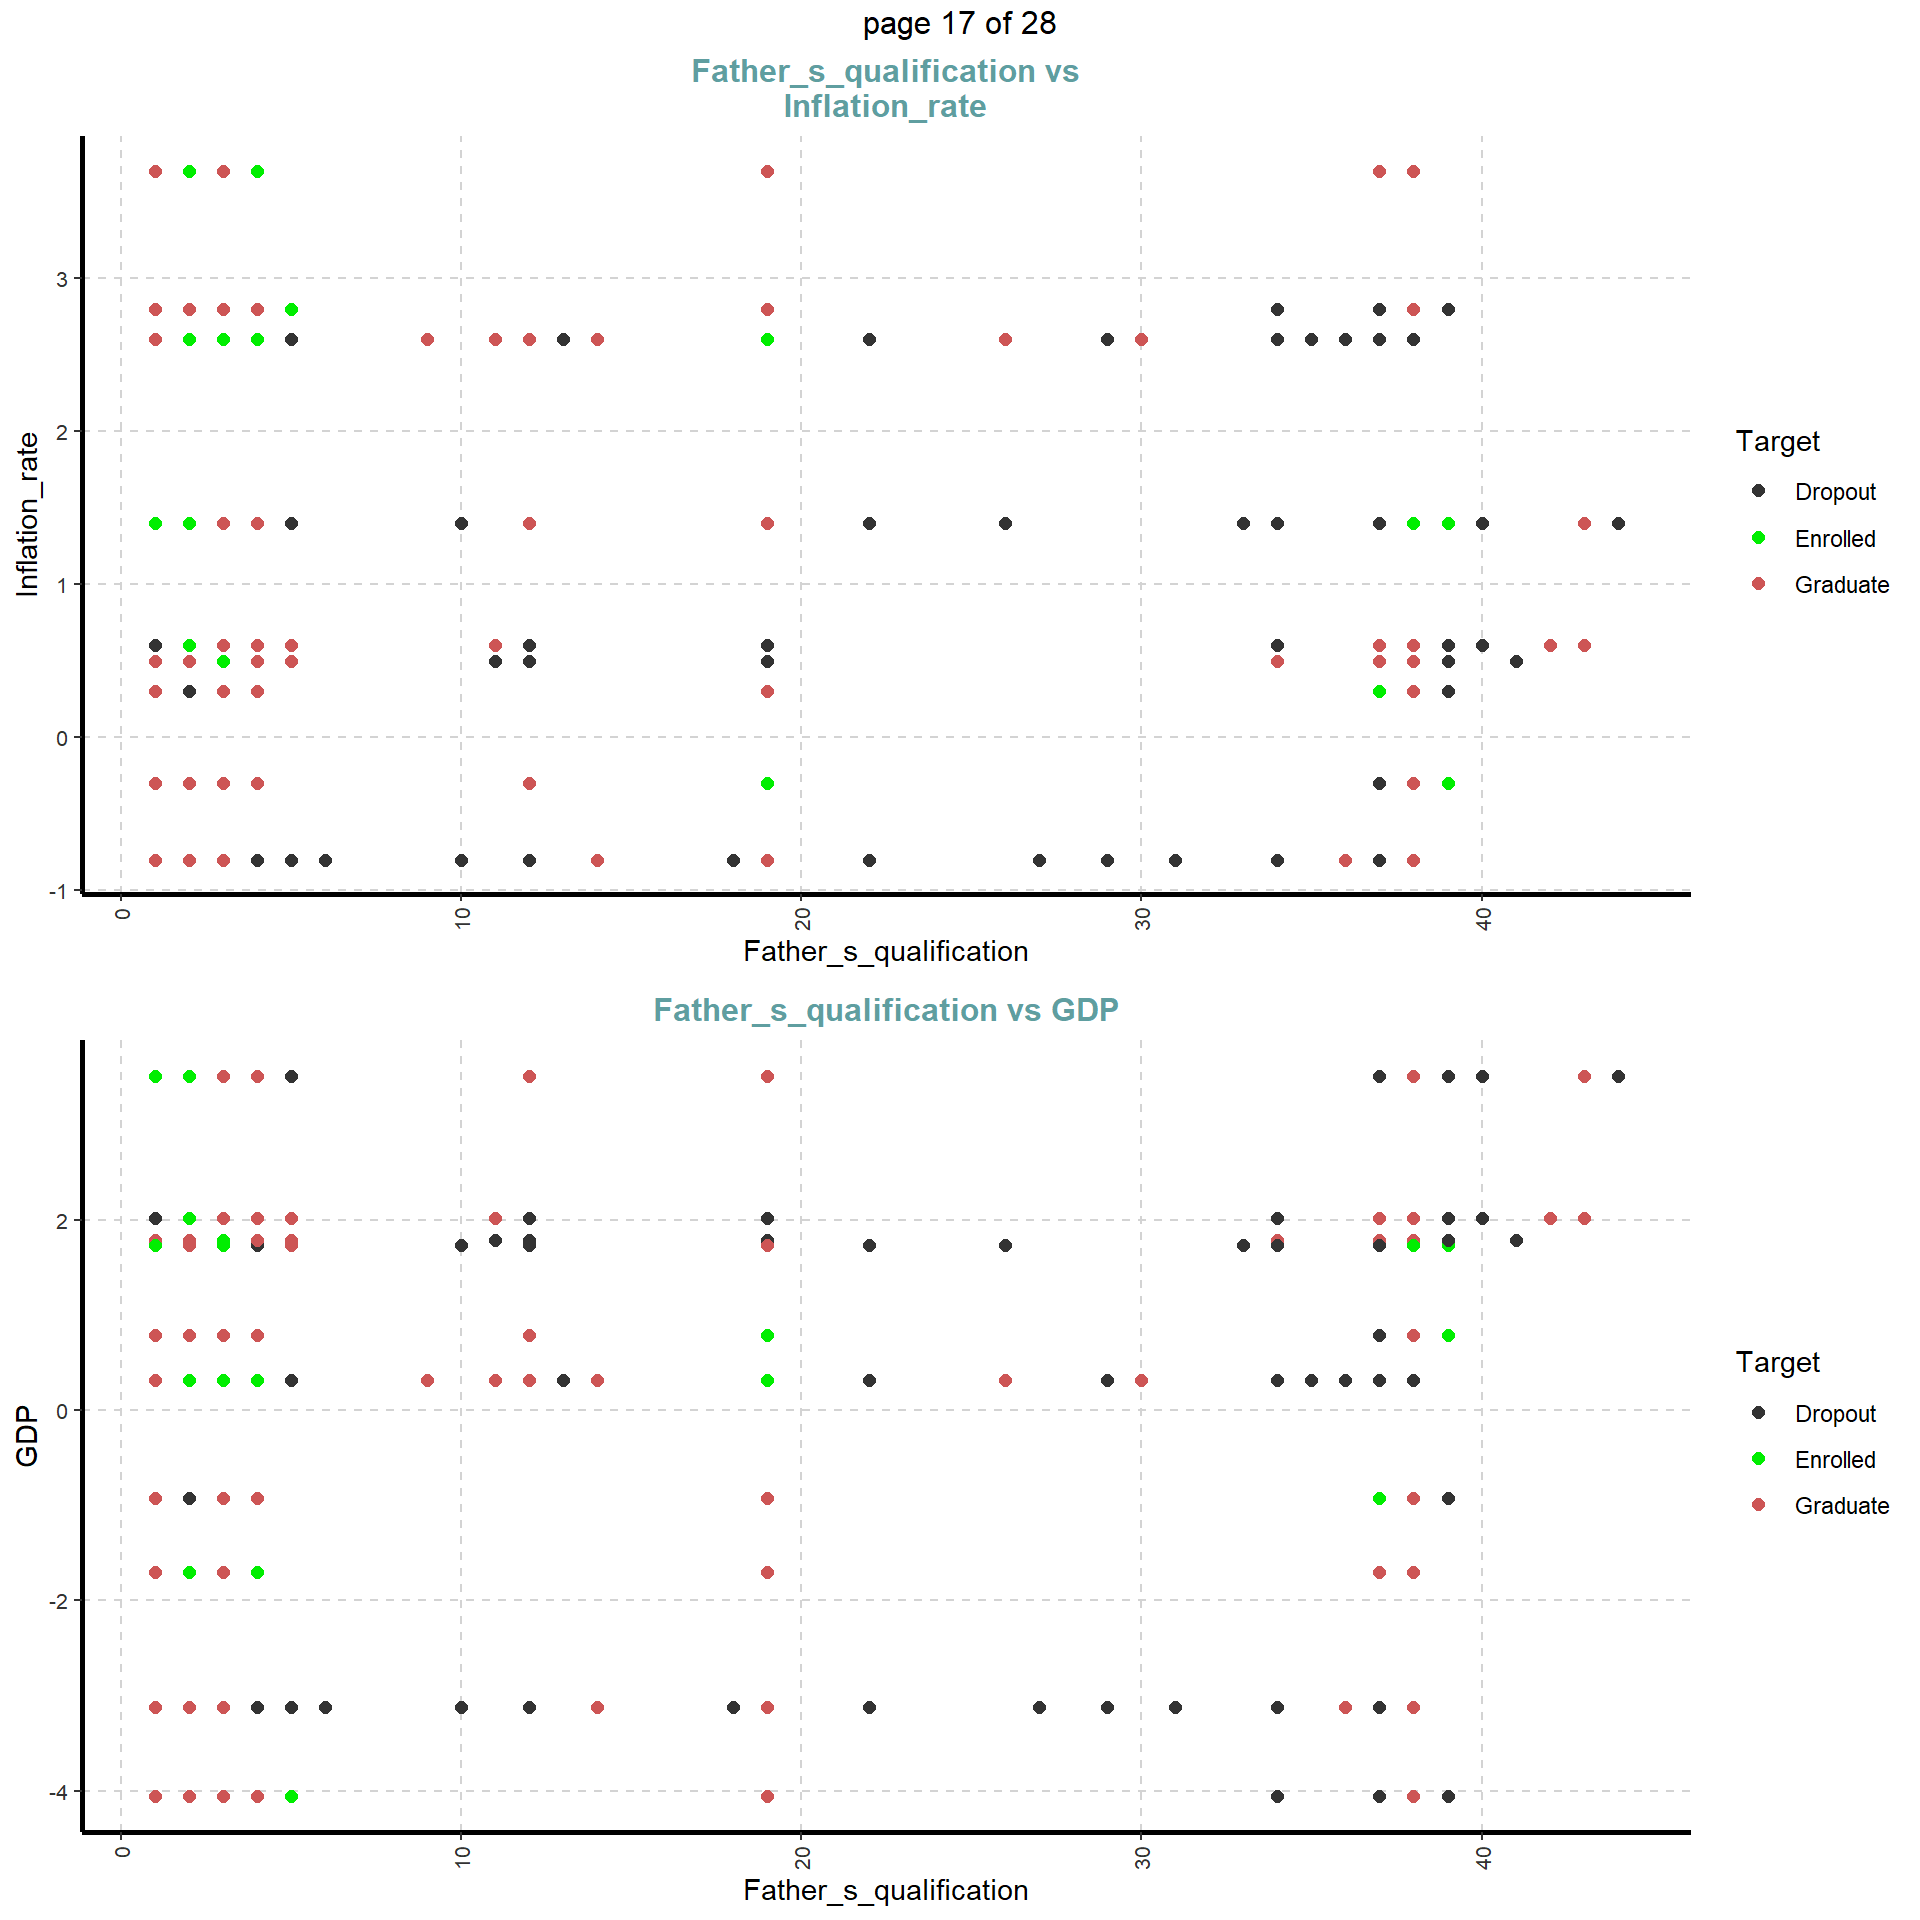 page 17 of 28
Father_s_qualification vs
Inflation_rate
3
2
1
0
-1
Inflation_rate
0
10
20
30
40
Father_s_qualification
Target
Dropout
Enrolled
Graduate
Father_s_qualification vs GDP
2
0
-2
-4
GDP
0
10
20
30
40
Father_s_qualification
Target
Dropout
Enrolled
Graduate